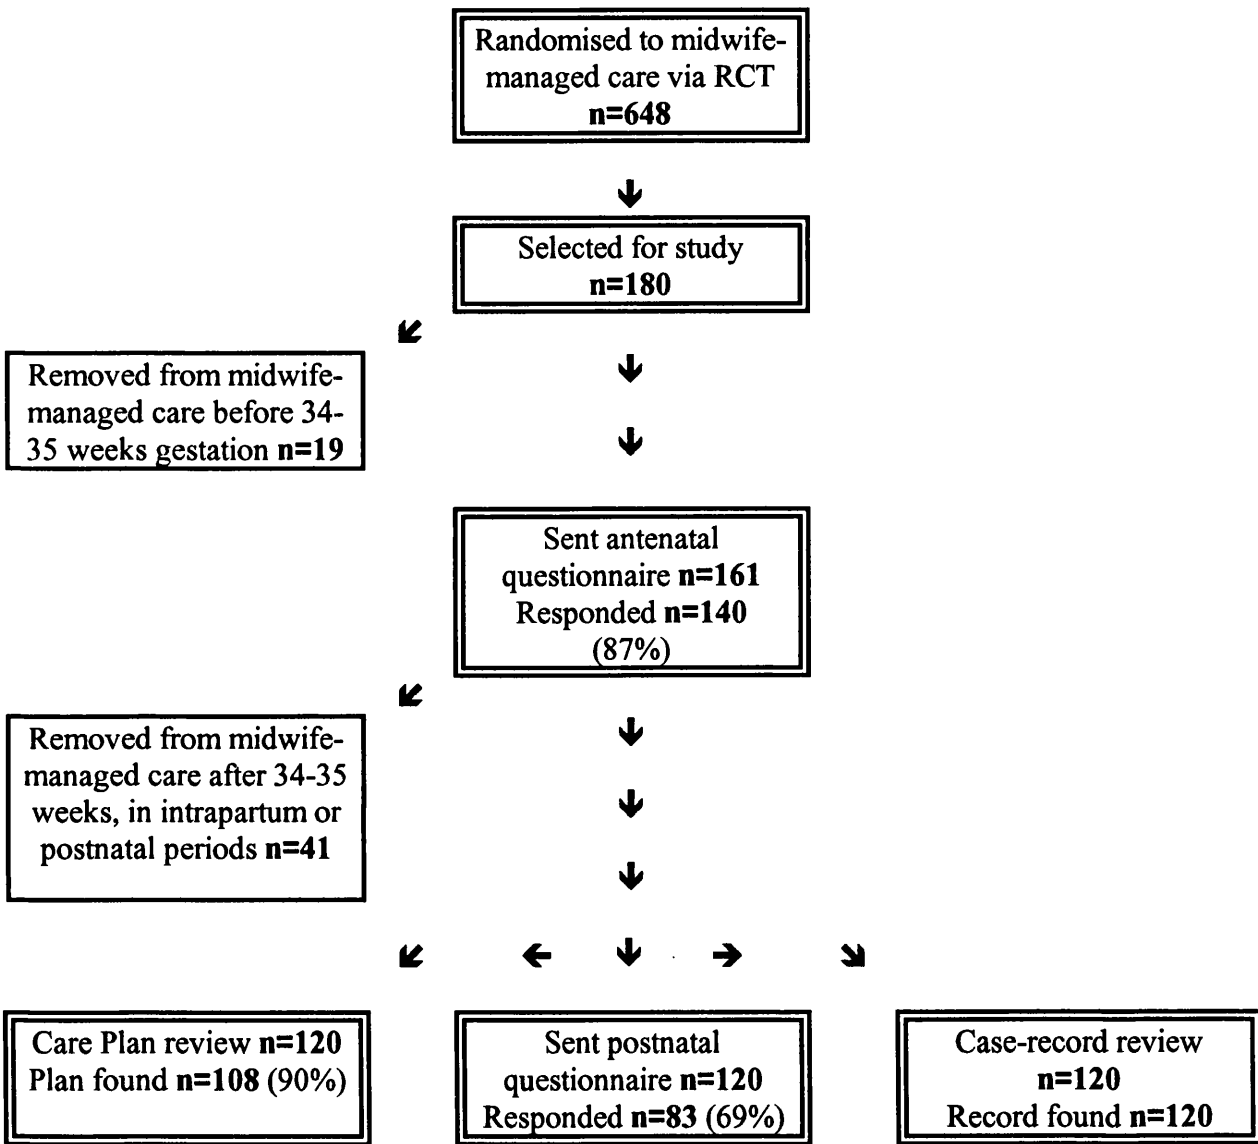 Randomised to midwife-
managed care via RCT
n=648
Selected for study
n=180
Removed from midwife-
managed care before 34-
35 weeks gestation n=19
Sent antenatal
questionnaire n=161
Responded n=140
(87%)
Removed from midwife-
managed care after 34-35
weeks, in intrapartum or
postnatal periods n=41
Care Plan review n=120
Plan found n=108 (90%)
Sent postnatal
questionnaire n=120
Responded n=83 (69%)
Case-record review
n=120
Record found n=120